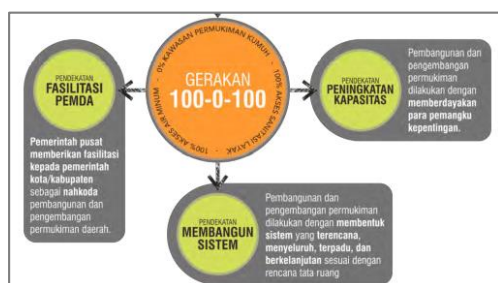 0% KAWASAN PERMUKIMAN KUMUH - 100% AKSES SANITASI LAYAK - 100% AKSES AIR MINUM -
GERAKAN
100-0-100
PENDEKATAN
FASILITASI
PEMDA
Pemerintah pusat
memberikan fasilitasi
kepada pemerintah
kota/kabupaten
sebagai nahkoda
pembangunan dan
pengembangan
permukiman daerah.
PENDEKATAN
PENINGKATAN
KAPASITAS
Pembangunan dan
pengembangan
permukiman
dilakukan dengan
memberdayakan
para pemangku
kepentingan.
PENDEKATAN
MEMBANGUN
SISTEM
Pembangunan dan
pengembangan permukiman
dilakukan dengan membentuk
sistem yang terencana,
menyeluruh, terpadu, dan
berkelanjutan sesuai dengan
rencana tata ruang